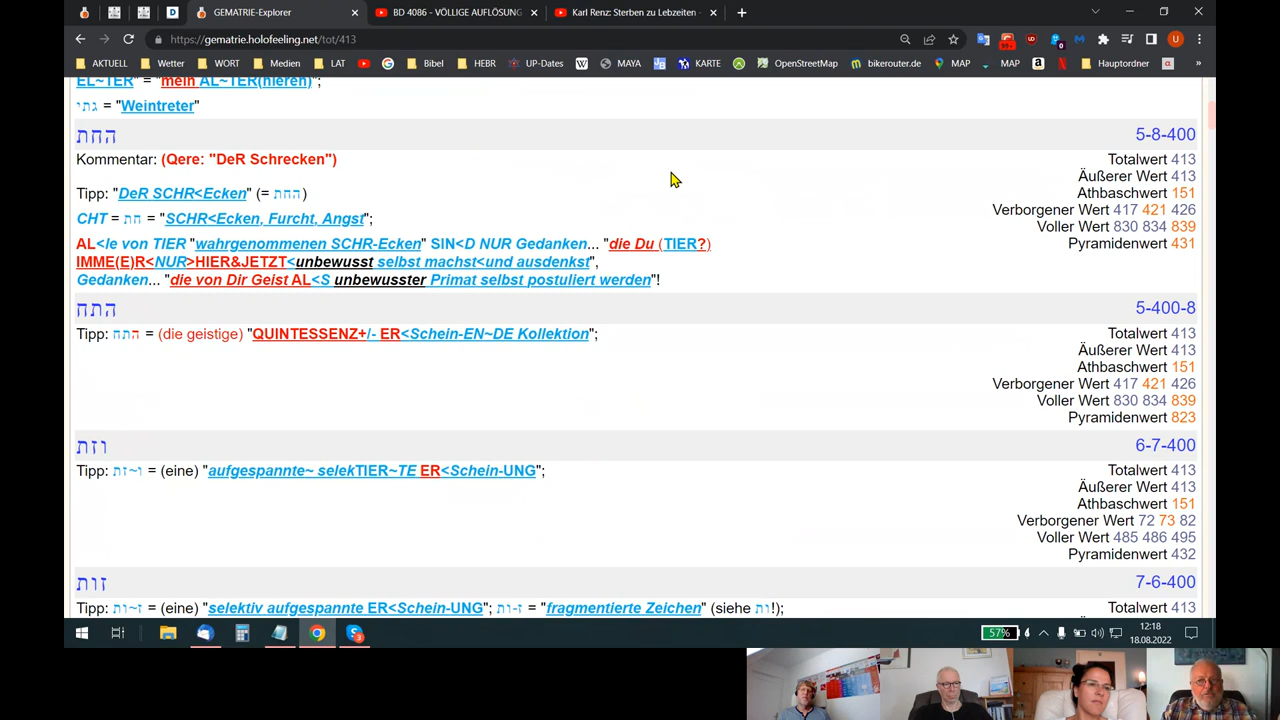 GEMATRIE-Explorer
BD 4086 - VÖLLIGE AUFLÖSUNG
Karl Renz: Sterben zu Lebzeiten -
https://gematrie.holofeeling.net/tot/413
AKTUELL Wetter WORT Medien LAT Bibel HEBR UP-Dates MAYA KARTE OpenStreetMap bikerouter.de MAP MAP Hauptordner
EL~TER" = "mein AL~TER(nieren)";
גתי = "Weintreter"
החת 5-8-400
Kommentar: (Qere: "DeR Schrecken") Totalwert 413
Äußerer Wert 413
Tipp: "DeR SCHR<Ecken" (= החת) Athbaschwert 151
Verborgener Wert 417 421 426
CHT = חת = "SCHR<Ecken, Furcht, Angst"; Voller Wert 830 834 839
AL<le von TIER "wahrgenommenen SCHR-Ecken" SIN<D NUR Gedanken... "die Du (TIER?) Pyramidenwert 431
IMME(E)R<NUR>HIER&JETZT<unbewusst selbst machst<und ausdenkst",
Gedanken... "die von Dir Geist AL<S unbewusster Primat selbst postuliert werden"!
התח 5-400-8
Tipp: התח = (die geistige) "QUINTESSENZ+/- ER<Schein-EN~DE Kollektion"; Totalwert 413
Äußerer Wert 413
Athbaschwert 151
Verborgener Wert 417 421 426
Voller Wert 830 834 839
Pyramidenwert 823
וזת 6-7-400
Tipp: ו~זת = (eine) "aufgespannte~ selekTIER~TE ER<Schein-UNG"; Totalwert 413
Äußerer Wert 413
Athbaschwert 151
Verborgener Wert 72 73 82
Voller Wert 485 486 495
Pyramidenwert 432
זות 7-6-400
Tipp: ז~ות = (eine) "selektiv aufgespannte ER<Schein-UNG"; ז-ות = "fragmentierte Zeichen" (siehe ות!); Totalwert 413
57% 12:18
18.08.2022